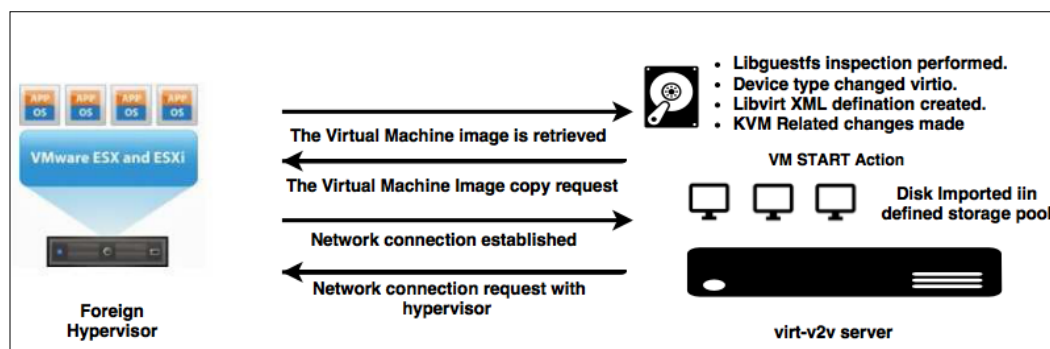 APP APP APP APP
OS OS OS OS
VMware ESX and ESXi
Foreign
Hypervisor
The Virtual Machine image is retrieved
The Virtual Machine Image copy request
Network connection established
Network connection request with
hypervisor
• Libguestfs inspection performed.
• Device type changed virtio.
• Libvirt XML defination created.
• KVM Related changes made
VM START Action
Disk Imported iin
defined storage pool
virt-v2v server